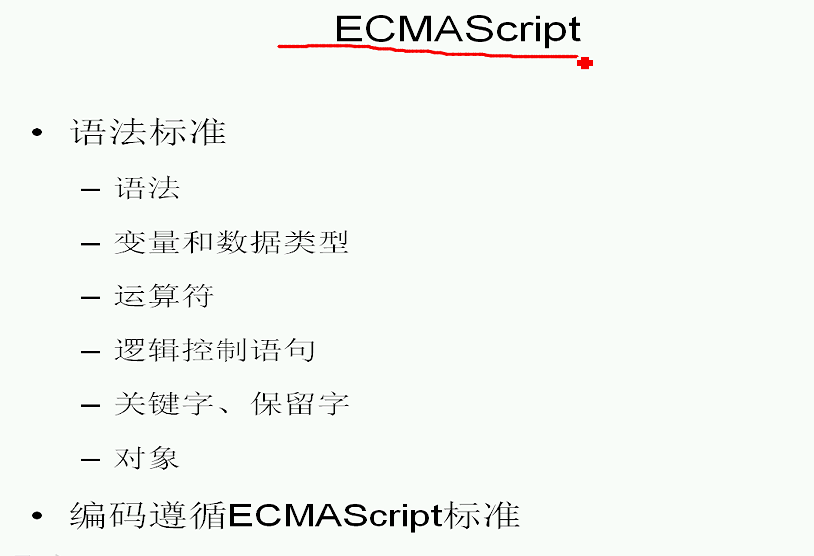 ECMAScript
• 语法标准
– 语法
– 变量和数据类型
– 运算符
– 逻辑控制语句
– 关键字、保留字
– 对象
• 编码遵循ECMAScript标准